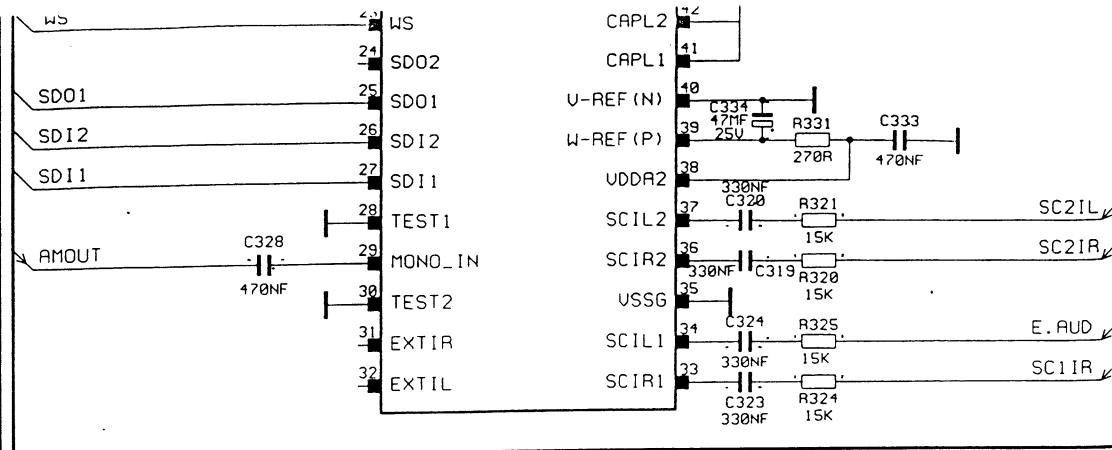 WS
23
WS
CAPL2
42
24
SDO2
CAPL1
41
SDO1
25
SDO1
V-REF(N)
40
C334
47MF
25V
SDI2
26
SDI2
W-REF(P)
39
R331
270R
C333
470NF
SDI1
27
SDI1
VDDA2
38
330NF
C320
28
TEST1
SCIL2
37
R321
15K
SC2IL
AMOUT
C328
470NF
29
MONO_IN
SCIR2
36
330NF
C319
R320
15K
SC2IR
30
TEST2
VSSG
35
31
EXTIR
SCIL1
34
C324
330NF
R325
15K
E.AUD
32
EXTIL
SCIR1
33
C323
330NF
R324
15K
SC1IR